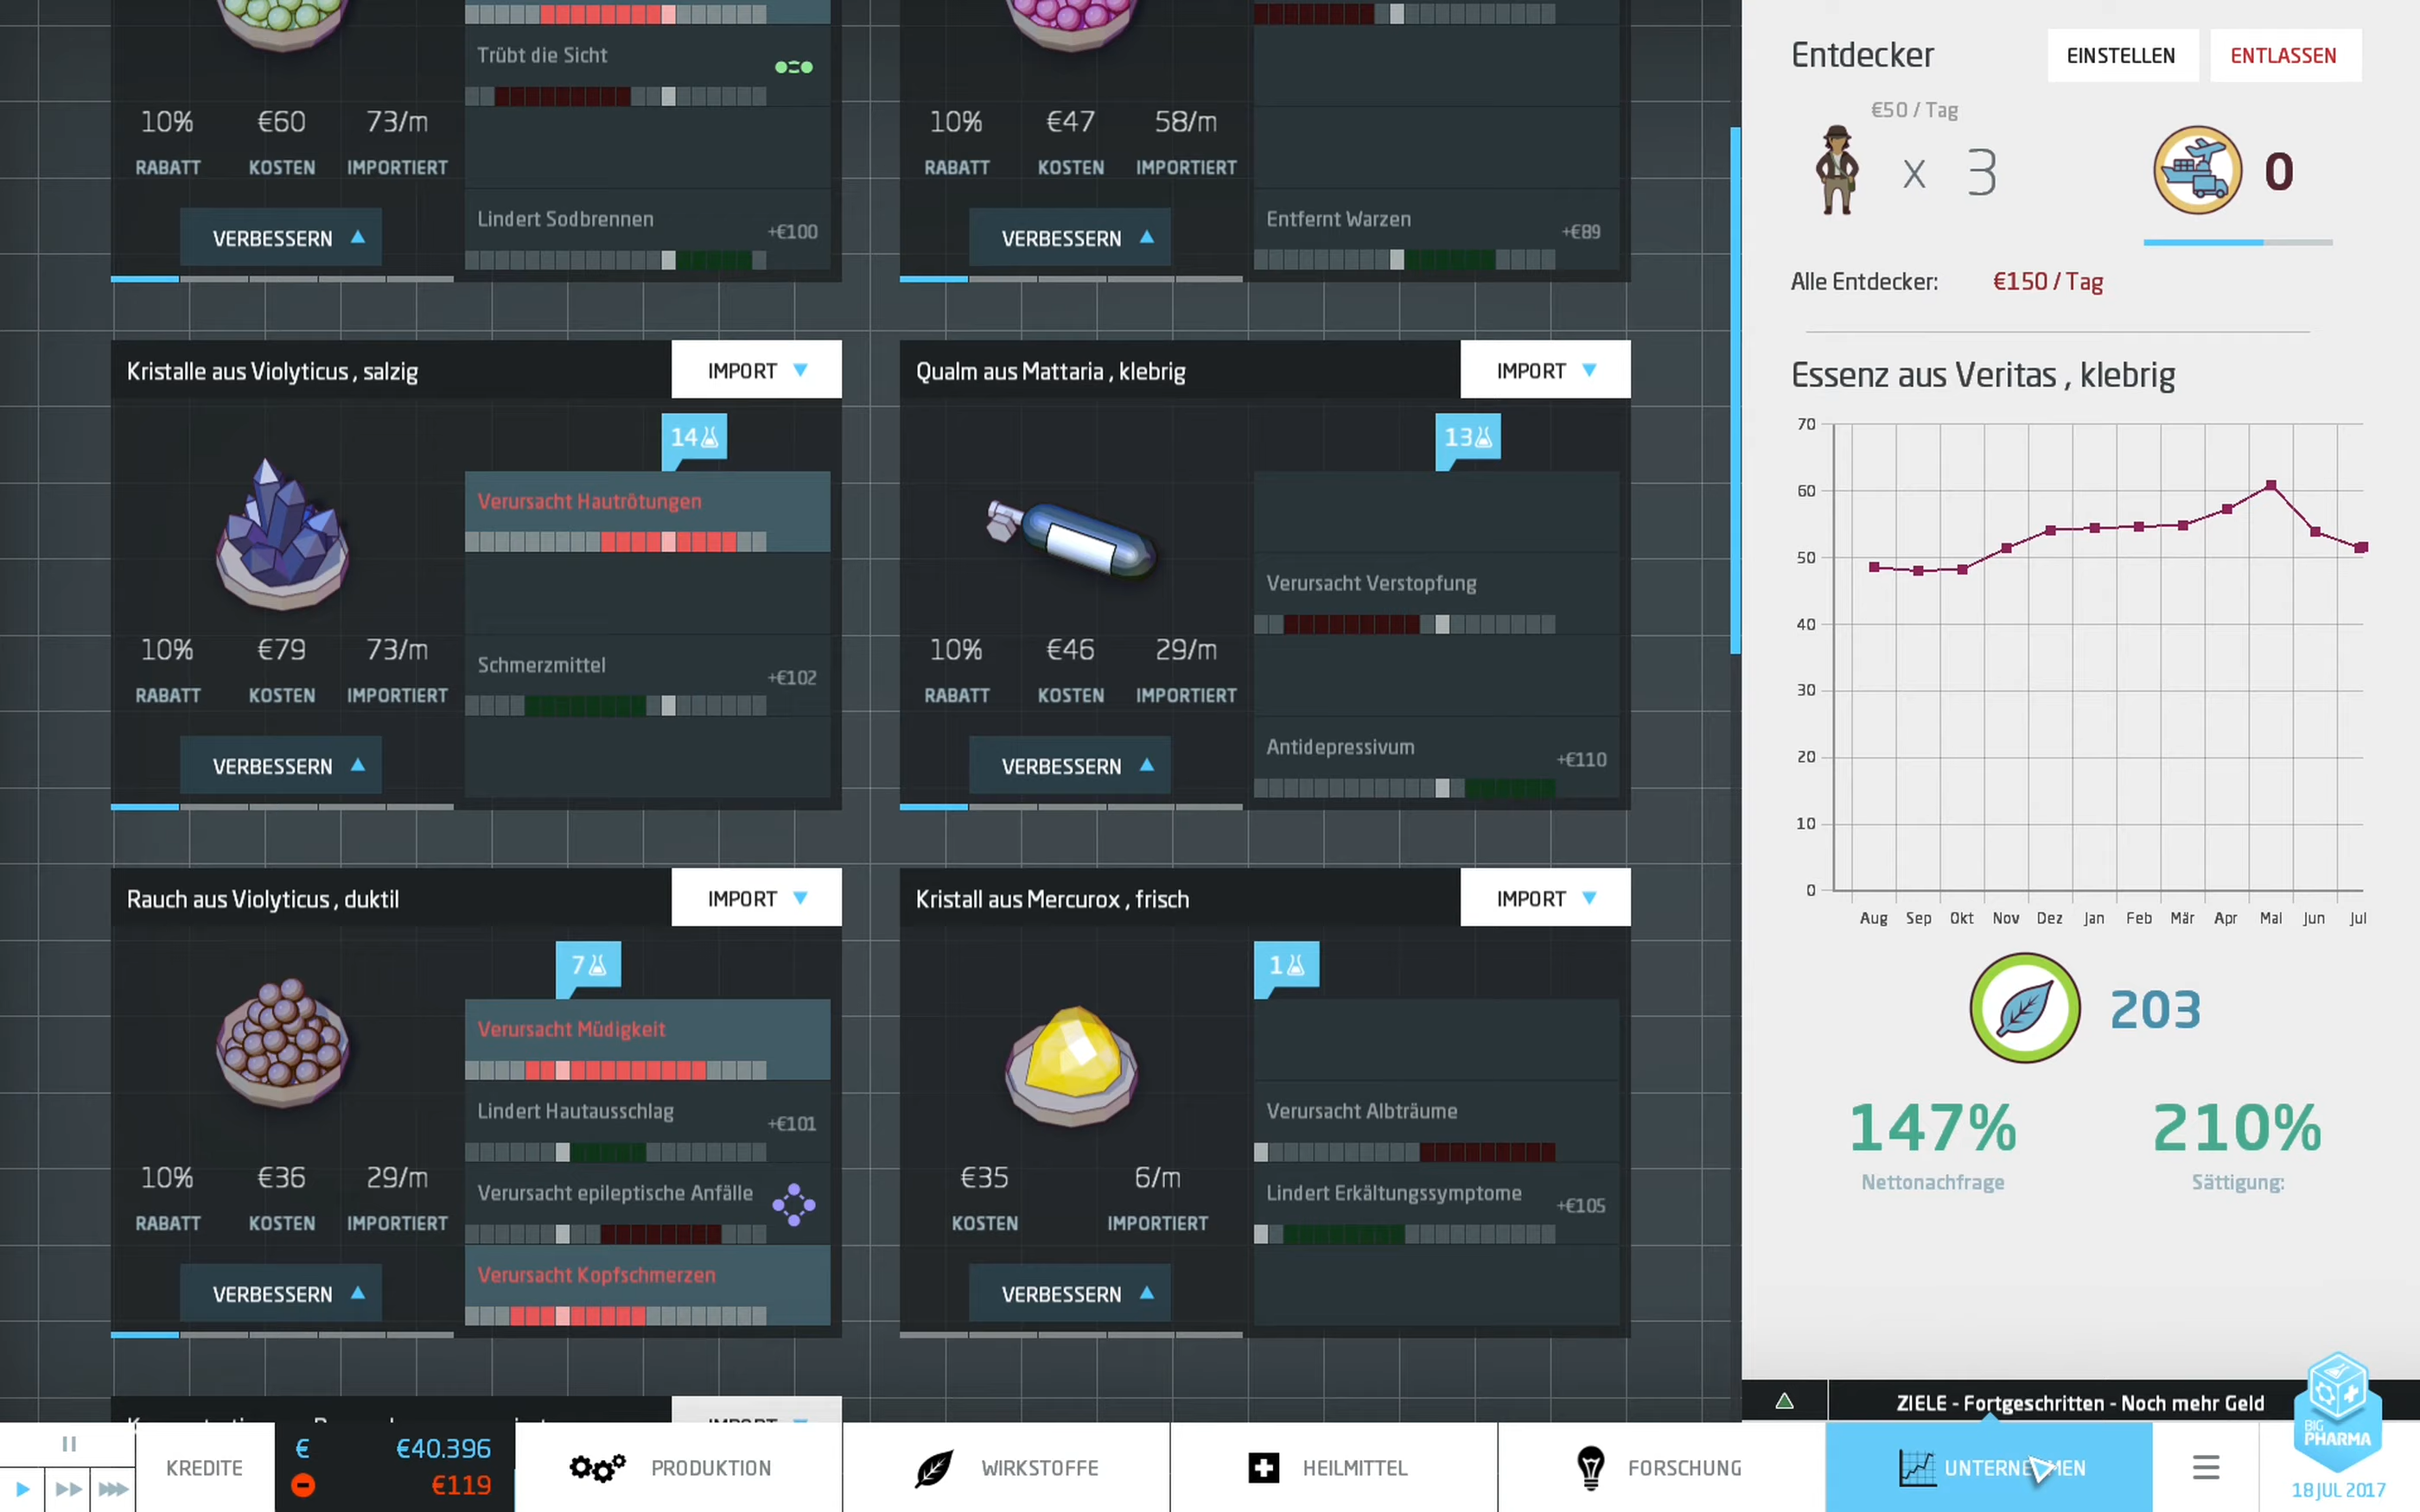 Trübt die Sicht
10% €60 73/m
RABATT KOSTEN IMPORTIERT
Lindert Sodbrennen
+€100
VERBESSERN
10% €47 58/m
RABATT KOSTEN IMPORTIERT
Entfernt Warzen
+€89
VERBESSERN
Kristalle aus Violyticus , salzig
IMPORT
14
Verursacht Hautrötungen
10% €79 73/m
RABATT KOSTEN IMPORTIERT
Schmerzmittel
+€102
VERBESSERN
Qualm aus Mattaria , klebrig
IMPORT
13
Verursacht Verstopfung
10% €46 29/m
RABATT KOSTEN IMPORTIERT
Antidepressivum
+€110
VERBESSERN
Rauch aus Violyticus , duktil
IMPORT
7
Verursacht Müdigkeit
Lindert Hautausschlag
+€101
10% €36 29/m
RABATT KOSTEN IMPORTIERT
Verursacht epileptische Anfälle
Verursacht Kopfschmerzen
VERBESSERN
Kristall aus Mercurox , frisch
IMPORT
1
Verursacht Albträume
€35 6/m
KOSTEN IMPORTIERT
Lindert Erkältungssymptome
+€105
VERBESSERN
Entdecker
EINSTELLEN
ENTLASSEN
€50 / Tag
x 3
0
Alle Entdecker: €150 / Tag
Essenz aus Veritas , klebrig
70
60
50
40
30
20
10
0
Aug Sep Okt Nov Dez Jan Feb Mär Apr Mai Jun Jul
203
147% 210%
Nettonachfrage Sättigung:
ZIELE - Fortgeschritten - Noch mehr Geld
BIG
PHARMA
KREDITE
€ €40.396
€119
PRODUKTION
WIRKSTOFFE
HEILMITTEL
FORSCHUNG
UNTERNEHMEN
18 JUL 2017